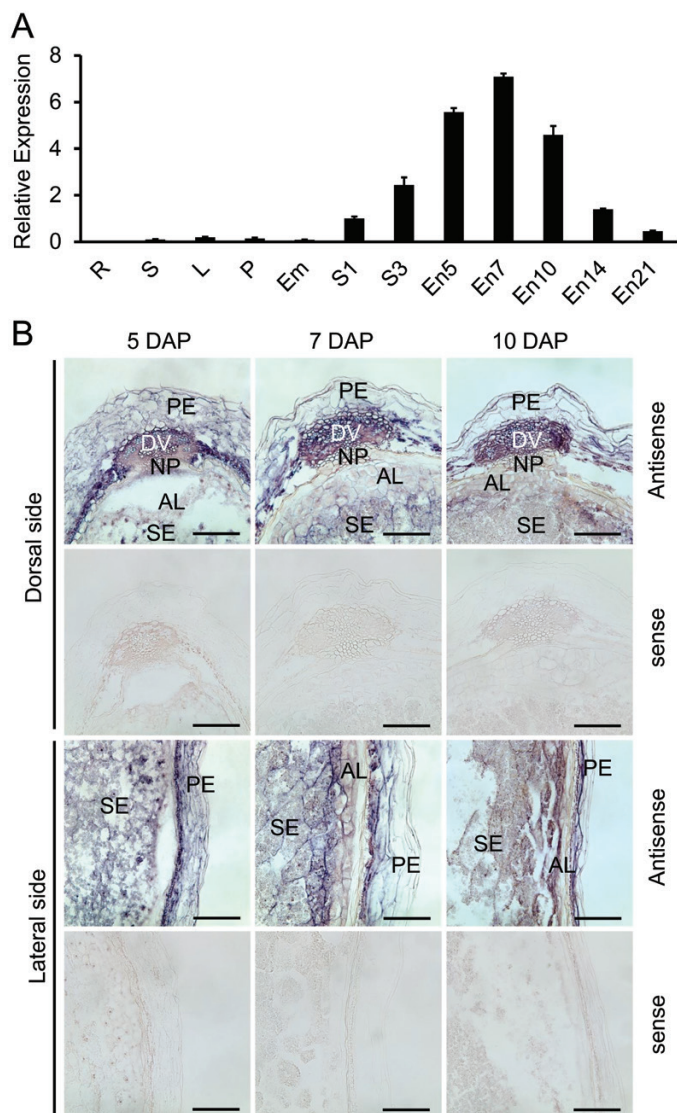 A
Relative Expression
8
6
4
2
0
R
S
L
P
Em
S1
S3
En5
En7
En10
En14
En21
B
5 DAP
7 DAP
10 DAP
Dorsal side
PE
DV
NP
AL
SE
PE
DV
NP
AL
SE
PE
DV
NP
AL
SE
Antisense
sense
Lateral side
SE
PE
AL
SE
PE
PE
SE
AL
Antisense
sense